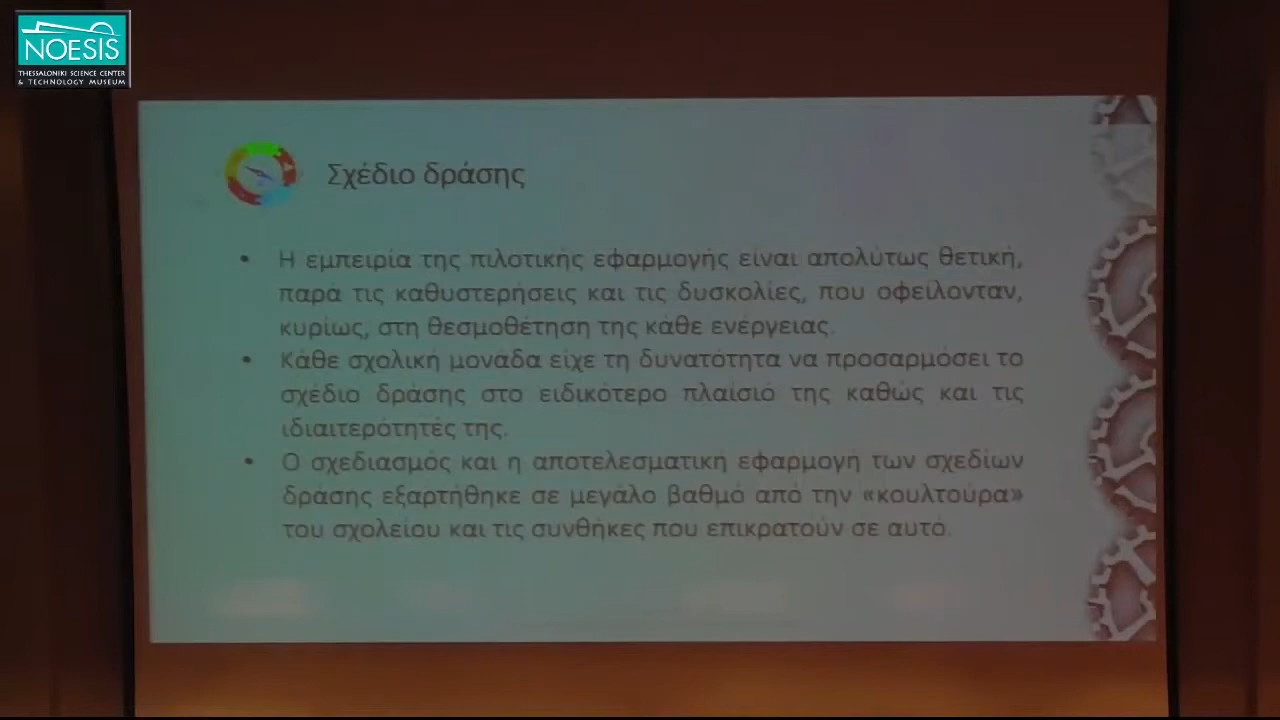 NOESIS
THESSALONIKI SCIENCE CENTER
& TECHNOLOGY MUSEUM
Σχέδιο δράσης
• Η εμπειρία της πιλοτικής εφαρμογής είναι απολύτως θετική,
παρά τις καθυστερήσεις και τις δυσκολίες, που οφείλονταν,
κυρίως, στη θεσμοθέτηση της κάθε ενέργειας.
• Κάθε σχολική μονάδα είχε τη δυνατότητα να προσαρμόσει το
σχέδιο δράσης στο ειδικότερο πλαίσιό της καθώς και τις
ιδιαιτερότητές της.
• Ο σχεδιασμός και η αποτελεσματική εφαρμογή των σχεδίων
δράσης εξαρτήθηκε σε μεγάλο βαθμό από την «κουλτούρα»
του σχολείου και τις συνθήκες που επικρατούν σε αυτό.